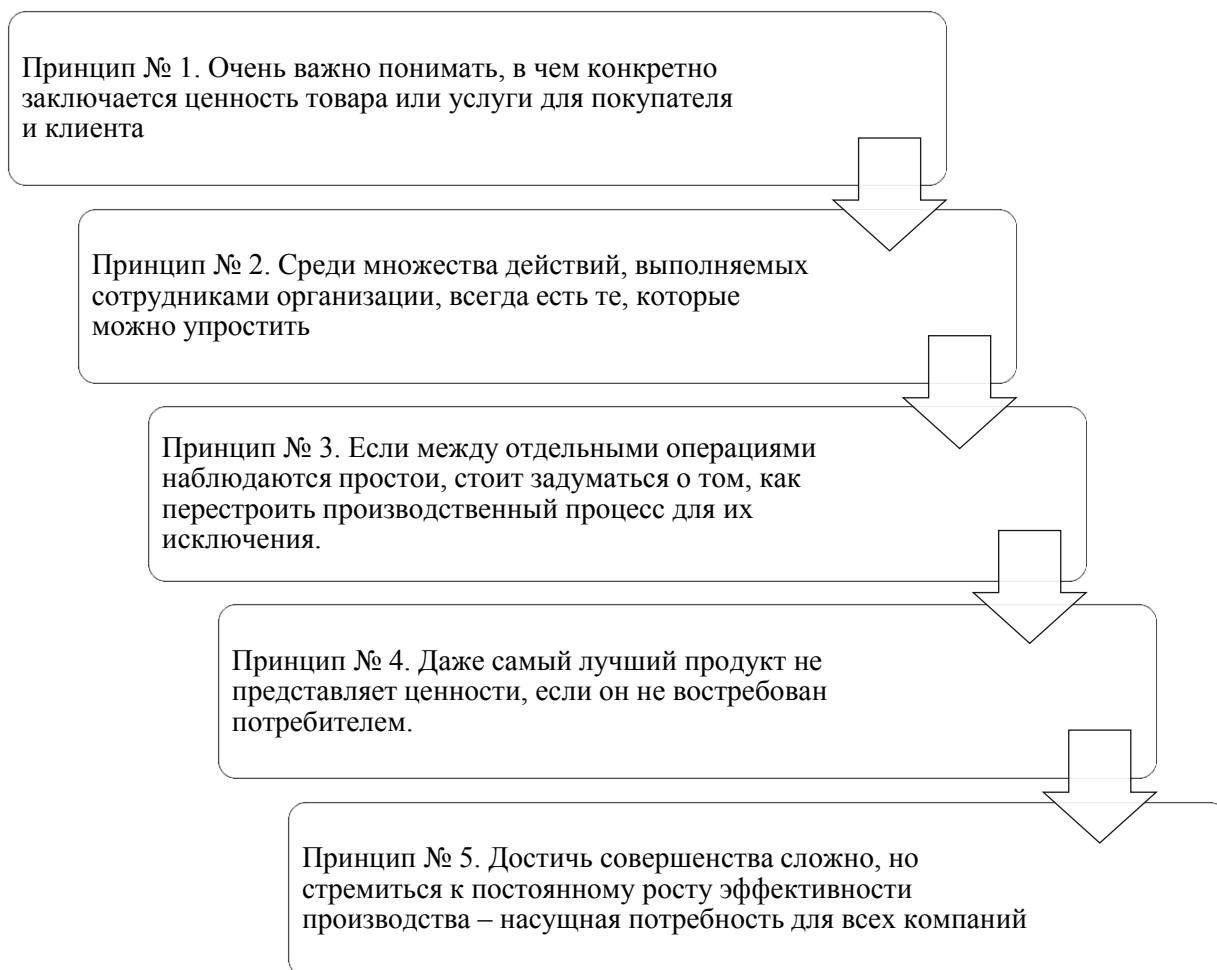 Принцип № 1. Очень важно понимать, в чем конкретно
заключается ценность товара или услуги для покупателя
и клиента
Принцип № 2. Среди множества действий, выполняемых
сотрудниками организации, всегда есть те, которые
можно упростить
Принцип № 3. Если между отдельными операциями
наблюдаются простои, стоит задуматься о том, как
перестроить производственный процесс для их
исключения.
Принцип № 4. Даже самый лучший продукт не
представляет ценности, если он не востребован
потребителем.
Принцип № 5. Достичь совершенства сложно, но
стремиться к постоянному росту эффективности
производства – насущная потребность для всех компаний